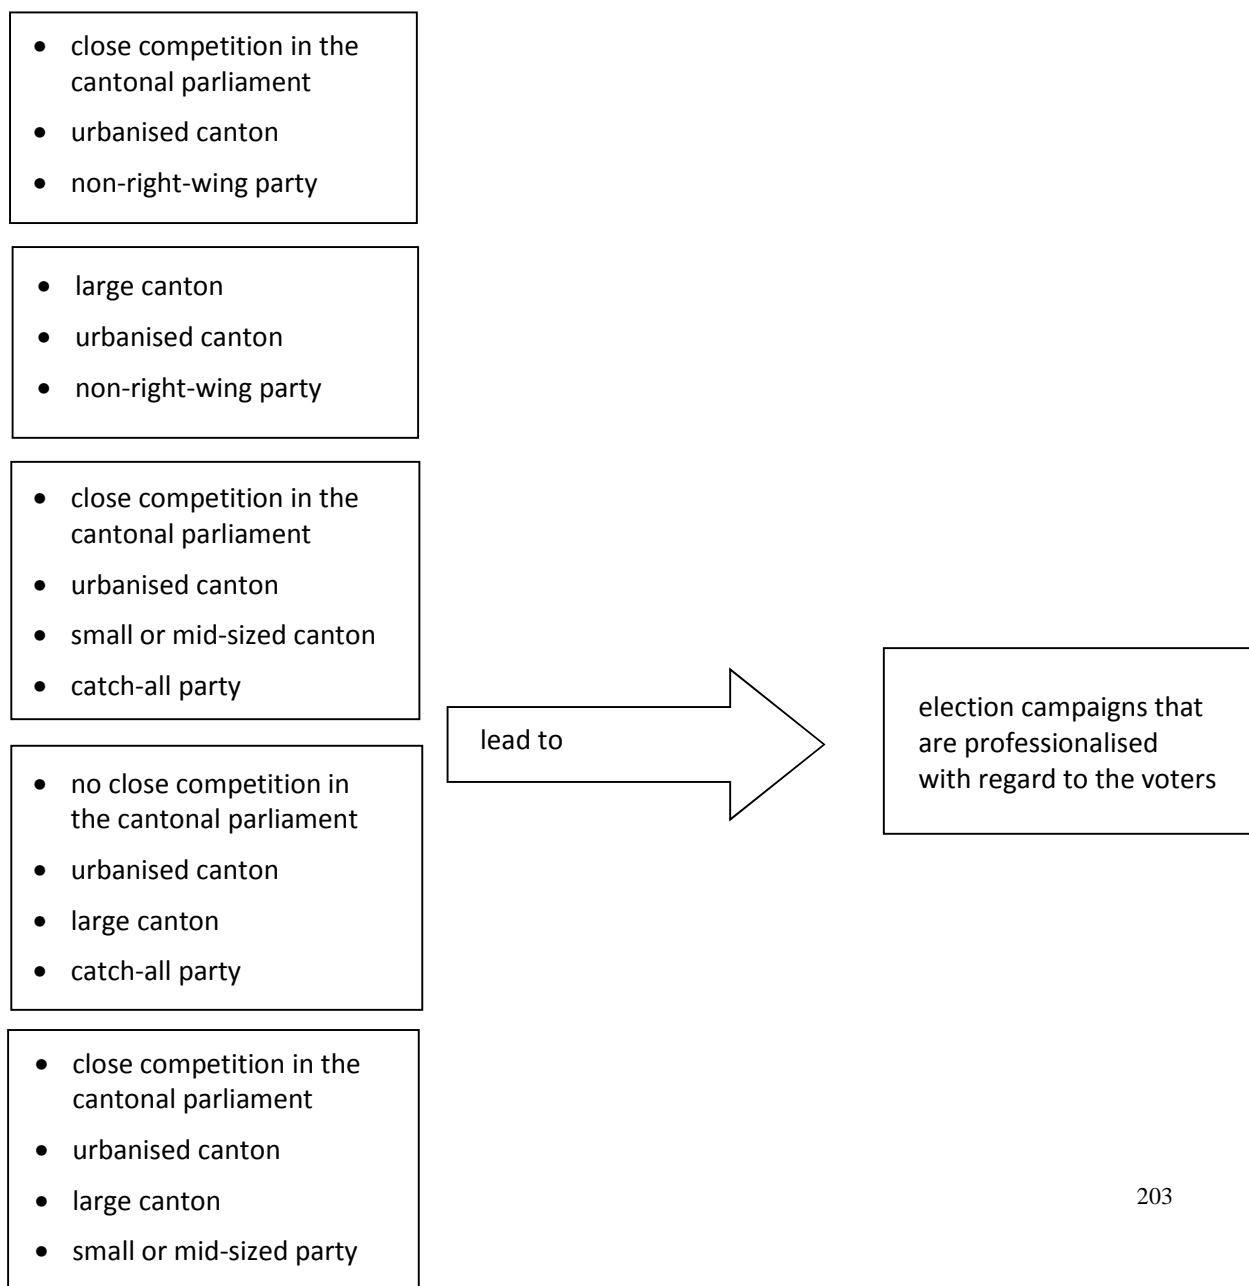 • close competition in the
cantonal parliament
• urbanised canton
• non-right-wing party
• large canton
• urbanised canton
• non-right-wing party
• close competition in the
cantonal parliament
• urbanised canton
• small or mid-sized canton
• catch-all party
• no close competition in
the cantonal parliament
• urbanised canton
• large canton
• catch-all party
• close competition in the
cantonal parliament
• urbanised canton
• large canton
• small or mid-sized party
lead to
election campaigns that
are professionalised
with regard to the voters
203